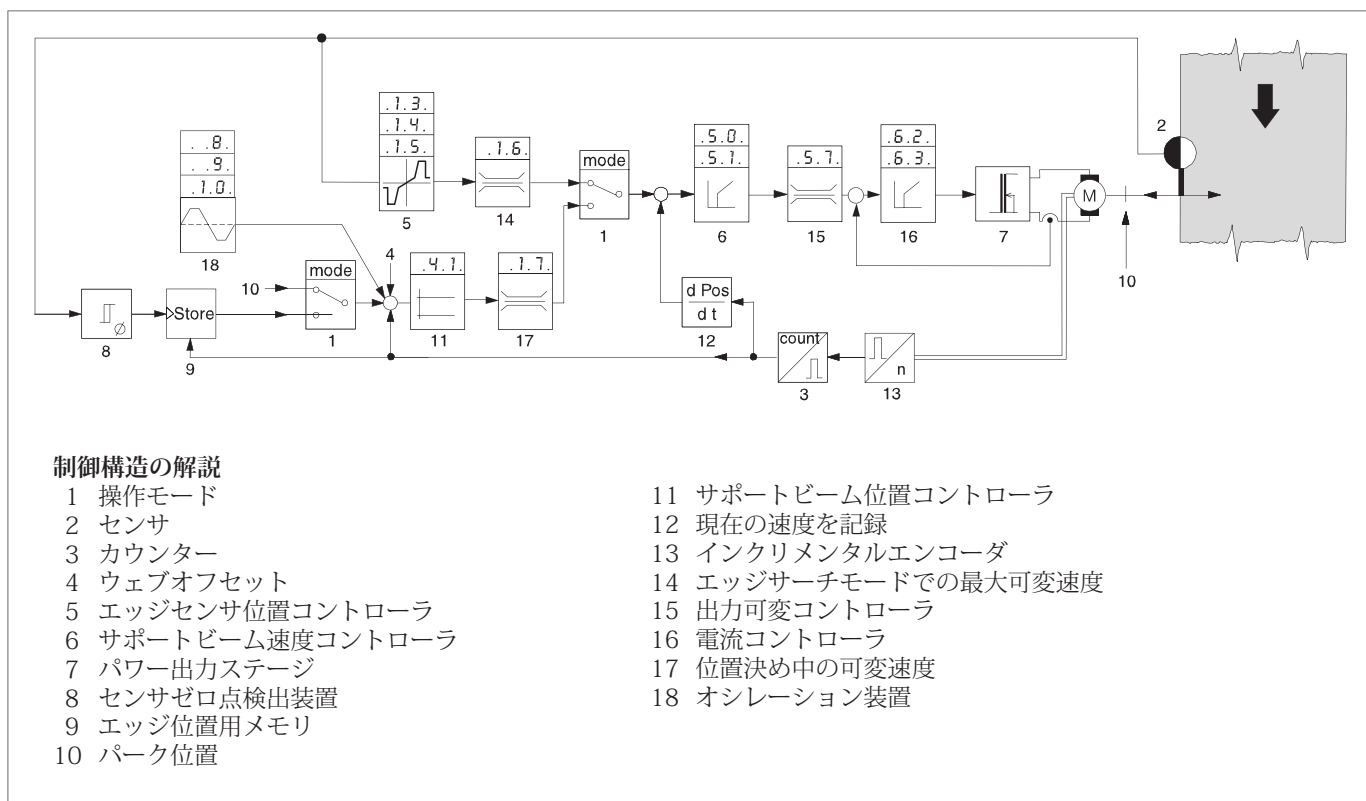 2
.1.3.
.1.4.
.1.5.
5
.1.6.
14
mode
1
.5.0.
.5.1.
6
.5.7.
15
.6.2.
.6.3.
16
7
M
10
. .8.
. .9.
.1.0.
18
10
mode
1
4
.4.1.
11
.1.7.
17
d Pos
d t
12
8
>Store
9
count
3
n
13
制御構造の解説
1 操作モード
2 センサ
3 カウンター
4 ウェブオフセット
5 エッジセンサ位置コントローラ
6 サポートビーム速度コントローラ
7 パワー出力ステージ
8 センサゼロ点検出装置
9 エッジ位置用メモリ
10 パーク位置
11 サポートビーム位置コントローラ
12 現在の速度を記録
13 インクリメンタルエンコーダ
14 エッジサーチモードでの最大可変速度
15 出力可変コントローラ
16 電流コントローラ
17 位置決め中の可変速度
18 オシレーション装置